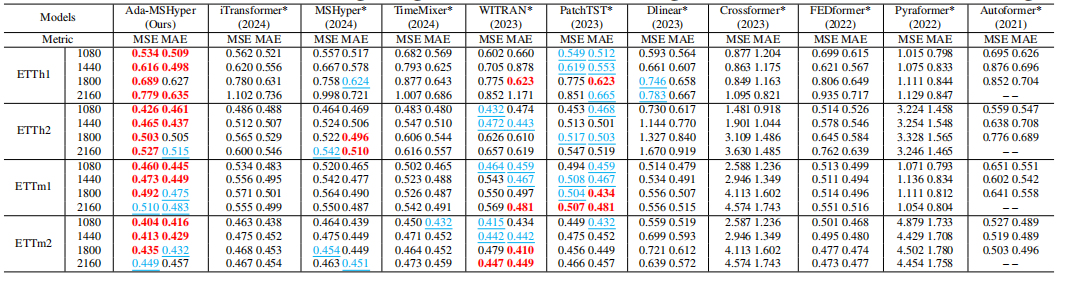 Models Ada-MSHyper (Ours) iTransformer* (2024) MSHyper* (2024) TimeMixer* (2024) WITRAN* (2023) PatchTST* (2023) Dlinear* (2023) Crossformer* (2023) FEDformer* (2022) Pyraformer* (2022) Autoformer* (2021)
Metric MSE MAE MSE MAE MSE MAE MSE MAE MSE MAE MSE MAE MSE MAE MSE MAE MSE MAE MSE MAE MSE MAE
ETTh1
1080 0.534 0.509 0.562 0.521 0.557 0.517 0.682 0.569 0.602 0.660 0.549 0.512 0.593 0.564 0.877 1.204 0.699 0.615 1.015 0.798 0.695 0.626
1440 0.616 0.498 0.620 0.556 0.667 0.578 0.793 0.625 0.705 0.878 0.619 0.553 0.661 0.607 0.863 1.175 0.621 0.567 1.075 0.833 0.876 0.696
1800 0.689 0.627 0.780 0.631 0.758 0.624 0.877 0.643 0.775 0.623 0.775 0.623 0.746 0.658 0.849 1.163 0.806 0.649 1.111 0.844 0.852 0.704
2160 0.779 0.635 1.102 0.736 0.998 0.721 1.007 0.686 0.852 1.171 0.851 0.665 0.783 0.667 1.095 0.821 0.935 0.717 1.129 0.847 – –
ETTh2
1080 0.426 0.461 0.486 0.488 0.464 0.469 0.483 0.480 0.432 0.474 0.453 0.468 0.730 0.617 1.481 0.918 0.514 0.526 3.224 1.458 0.559 0.547
1440 0.465 0.437 0.512 0.507 0.524 0.506 0.547 0.510 0.472 0.443 0.513 0.501 1.144 0.770 1.901 1.044 0.578 0.546 3.254 1.548 0.638 0.708
1800 0.503 0.505 0.565 0.529 0.522 0.496 0.606 0.544 0.626 0.610 0.517 0.503 1.327 0.840 3.109 1.486 0.645 0.584 3.328 1.565 0.776 0.689
2160 0.527 0.515 0.600 0.546 0.542 0.510 0.616 0.557 0.657 0.619 0.547 0.519 1.670 0.919 3.630 1.485 0.762 0.639 3.246 1.465 – –
ETTm1
1080 0.460 0.445 0.534 0.483 0.520 0.465 0.502 0.465 0.464 0.459 0.494 0.459 0.514 0.479 2.588 1.236 0.513 0.499 1.071 0.793 0.651 0.551
1440 0.473 0.449 0.556 0.495 0.542 0.477 0.523 0.488 0.543 0.467 0.508 0.467 0.534 0.491 2.946 1.349 0.511 0.494 1.136 0.834 0.602 0.542
1800 0.492 0.475 0.571 0.501 0.564 0.490 0.526 0.487 0.550 0.497 0.504 0.434 0.556 0.507 4.113 1.602 0.514 0.496 1.111 0.812 0.641 0.558
2160 0.510 0.483 0.555 0.499 0.550 0.487 0.542 0.491 0.569 0.481 0.507 0.481 0.556 0.515 4.574 1.743 0.551 0.516 1.054 0.804 – –
ETTm2
1080 0.404 0.416 0.463 0.438 0.464 0.439 0.450 0.432 0.415 0.434 0.449 0.432 0.559 0.519 2.587 1.236 0.501 0.468 4.879 1.733 0.527 0.489
1440 0.413 0.429 0.475 0.452 0.475 0.449 0.471 0.452 0.442 0.442 0.475 0.452 0.699 0.593 2.946 1.349 0.495 0.480 4.429 1.708 0.519 0.489
1800 0.435 0.432 0.468 0.453 0.454 0.449 0.464 0.452 0.479 0.410 0.456 0.449 0.721 0.612 4.113 1.602 0.477 0.474 4.502 1.780 0.503 0.496
2160 0.449 0.457 0.467 0.454 0.463 0.451 0.473 0.459 0.447 0.449 0.466 0.457 0.639 0.572 4.574 1.743 0.473 0.477 4.454 1.758 – –